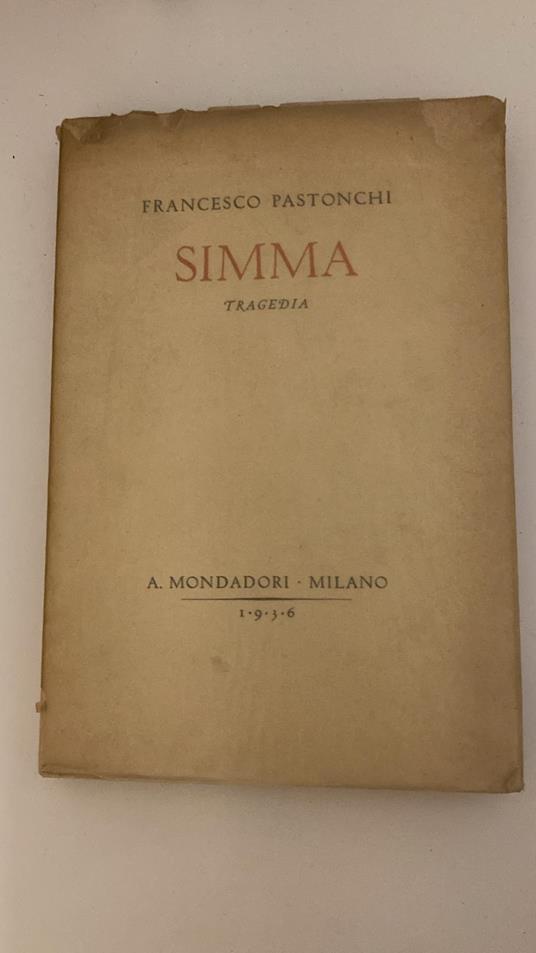 FRANCESCO PASTONCHI
SIMMA
TRAGEDIA
A. MONDADORI · MILANO
1·9·3·6